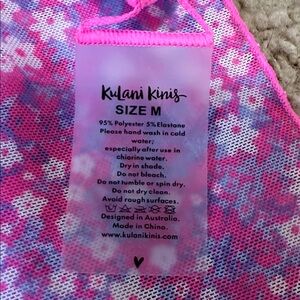 Kulani Kinis
SIZE M
95% Polyester 5% Elastane
Please hand wash in cold
water;
especially after use in
chlorine water.
Dry in shade.
Do not bleach.
Do not tumble or spin dry.
Do not dry clean.
Avoid rough surfaces.
Designed in Australia.
Made in China.
www.kulanikinis.com